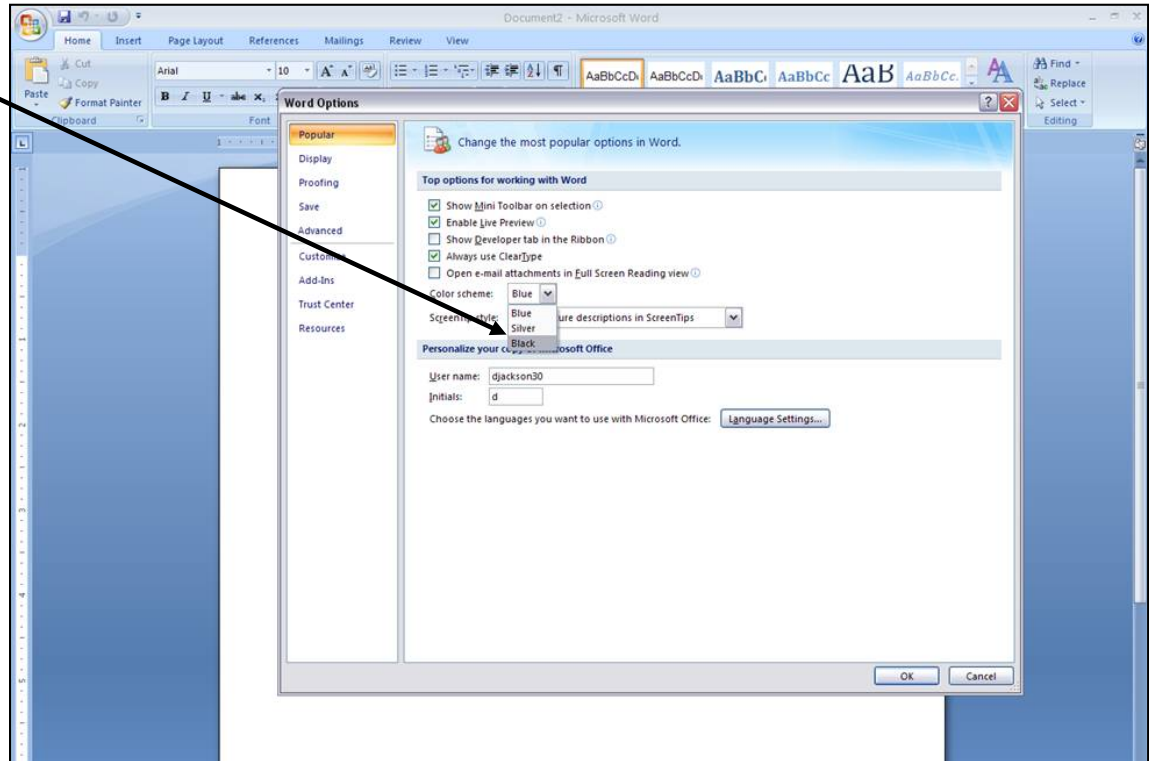 Document2 - Microsoft Word
Home Insert Page Layout References Mailings Review View
Cut
Copy
Paste
Format Painter
Clipboard
Arial 10
B I U abe
Font
AaBbCcD AaBbCcD AaBbC AaBbCc AaB AaBbCc.
Find
Replace
Select
Editing
Word Options
Popular
Display
Proofing
Save
Advanced
Add-Ins
Trust Center
Resources
Change the most popular options in Word.
Top options for working with Word
Show Mini Toolbar on selection
Enable Live Preview
Show Developer tab in the Ribbon
Always use ClearType
Open e-mail attachments in Full Screen Reading view
Color scheme: Blue
Blue
Silver
Black
descriptions in ScreenTips
Personalize your Office
User name: djackson30
Initials: d
Choose the languages you want to use with Microsoft Office: Language Settings...
OK Cancel